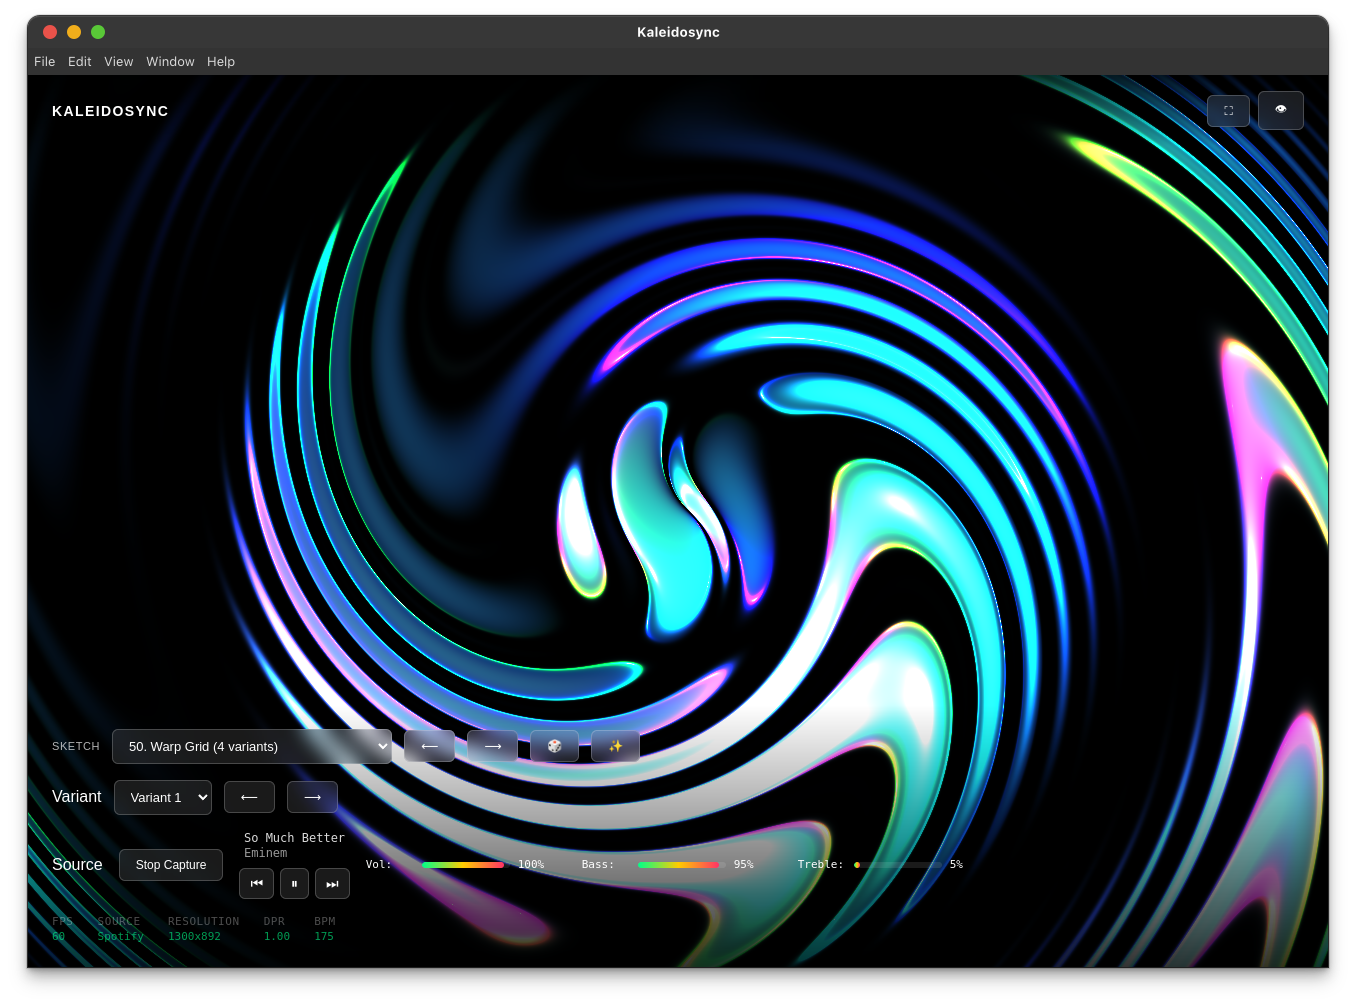 Kaleidosync
File Edit View Window Help
KALEIDOSYNC
SKETCH 50. Warp Grid (4 variants)
Variant Variant 1
So Much Better
Eminem
Source Stop Capture Vol: 100% Bass: 95% Treble: 5%
FPS SOURCE RESOLUTION DPR BPM
60 Spotify 1300x892 1.00 175